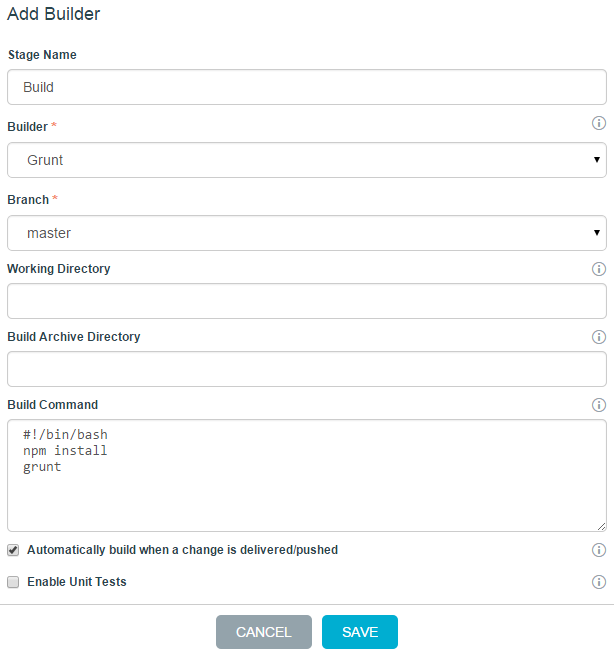 Add Builder
Stage Name
Build
Builder *
Grunt
Branch *
master
Working Directory
Build Archive Directory
Build Command
#!/bin/bash
npm install
grunt
Automatically build when a change is delivered/pushed
Enable Unit Tests
CANCEL SAVE